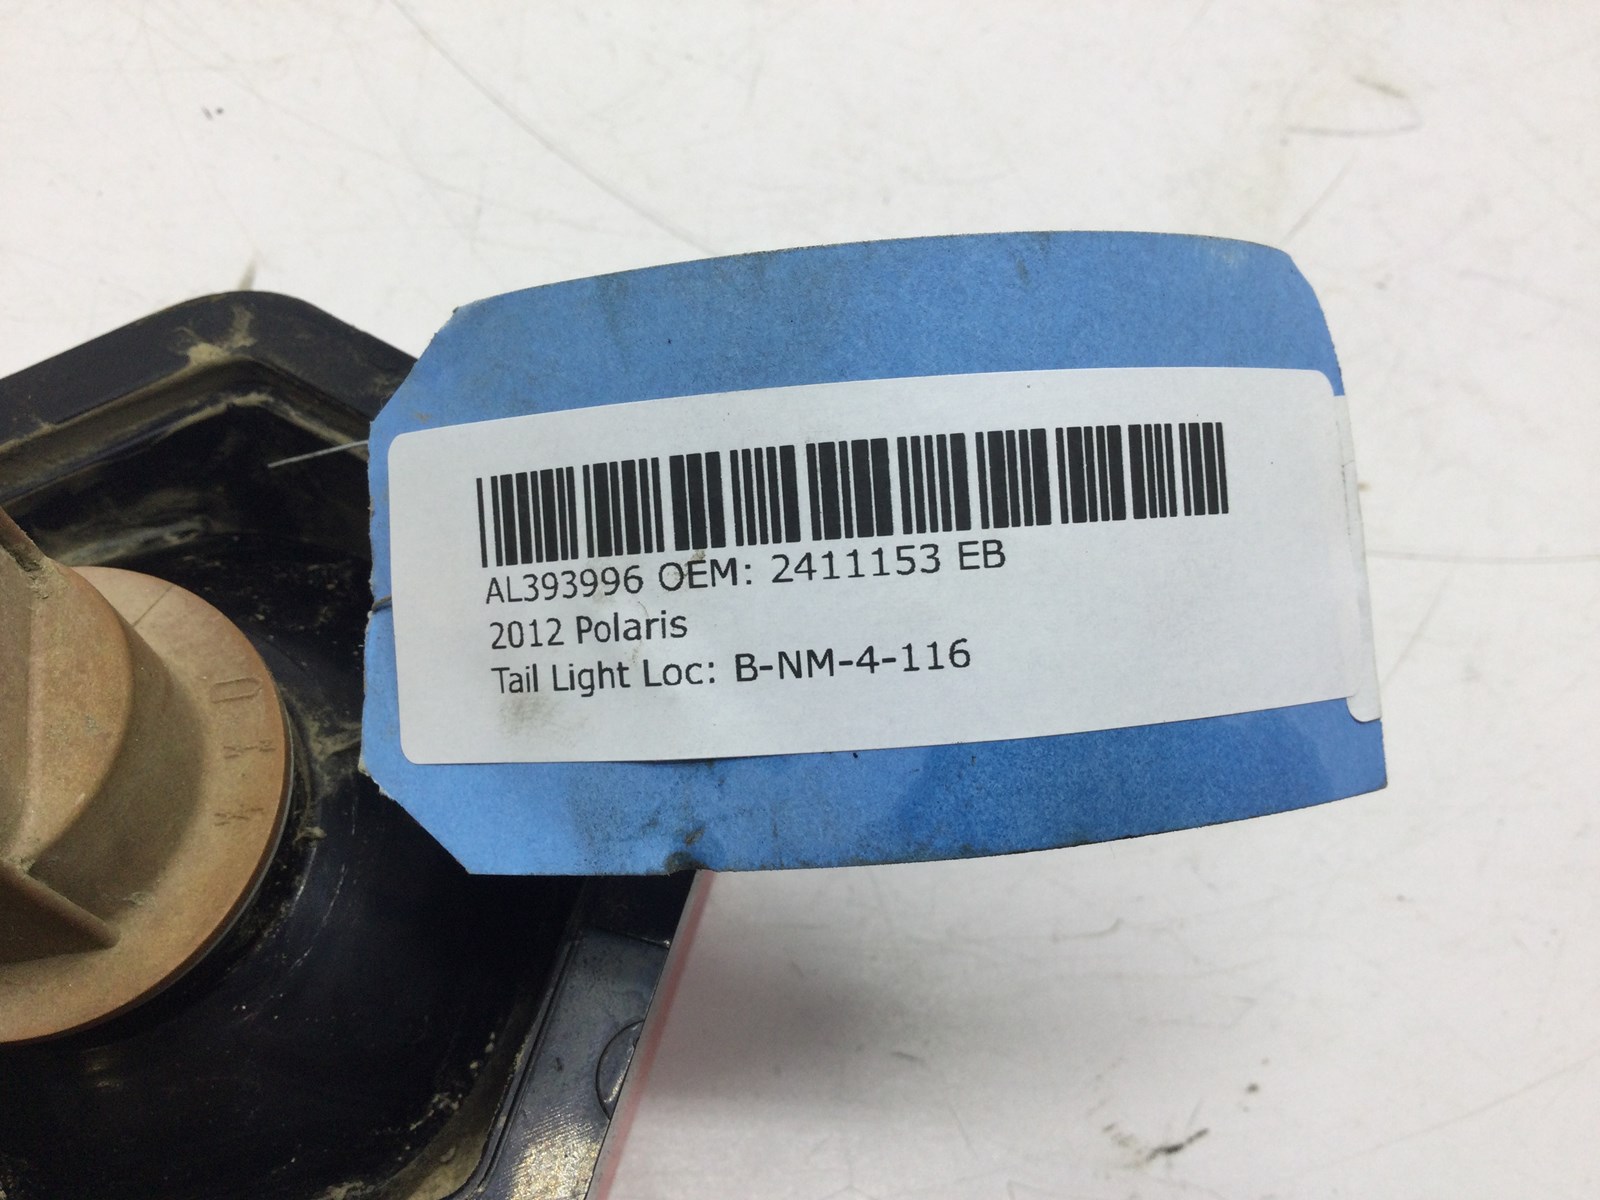 AL393996 OEM: 2411153 EB
2012 Polaris
Tail Light Loc: B-NM-4-116